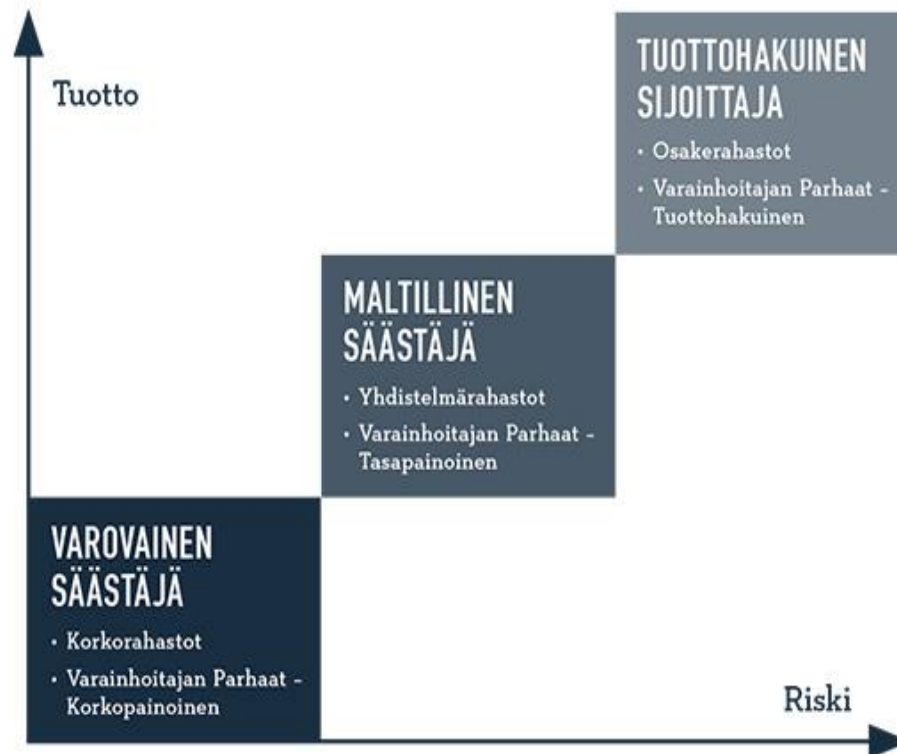 Tuotto
TUOTTOHAKUINEN
SIJOITTAJA
• Osakerahastot
• Varainhoitajan Parhaat –
Tuottohakuinen
MALTILLINEN
SÄÄSTÄJÄ
• Yhdistelmärahastot
• Varainhoitajan Parhaat –
Tasapainoinen
VAROVAINEN
SÄÄSTÄJÄ
• Korkorahastot
• Varainhoitajan Parhaat –
Korkopainoinen
Riski